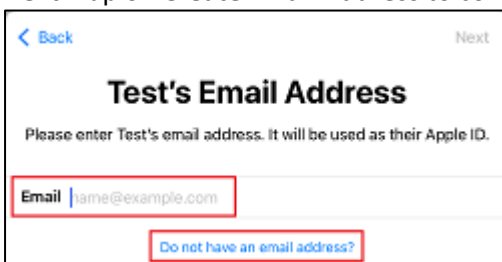 Back Next
Test's Email Address
Please enter Test's email address. It will be used as their Apple ID.
Email name@example.com
Do not have an email address?